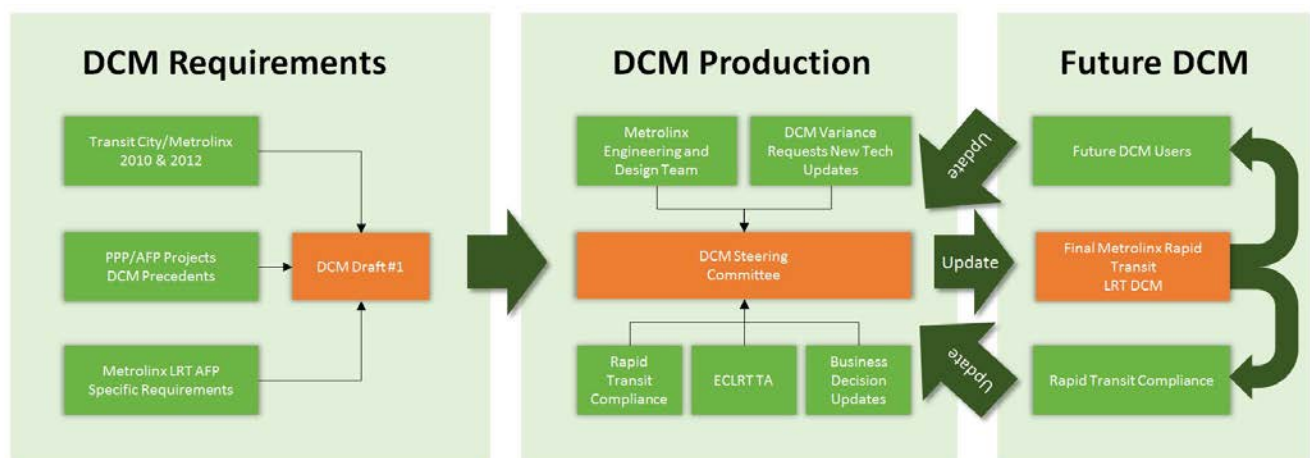 DCM Requirements
Transit City/Metrolinx
2010 & 2012
PPP/AFP Projects
DCM Precedents
DCM Draft #1
Metrolinx LRT AFP
Specific Requirements
DCM Production
Metrolinx
Engineering and
Design Team
DCM Variance
Requests New Tech
Updates
DCM Steering
Committee
Rapid
Transit
Compliance
ECLRT TA
Business
Decision
Updates
Update
Update
Update
Future DCM
Future DCM Users
Final Metrolinx Rapid
Transit
LRT DCM
Rapid Transit Compliance